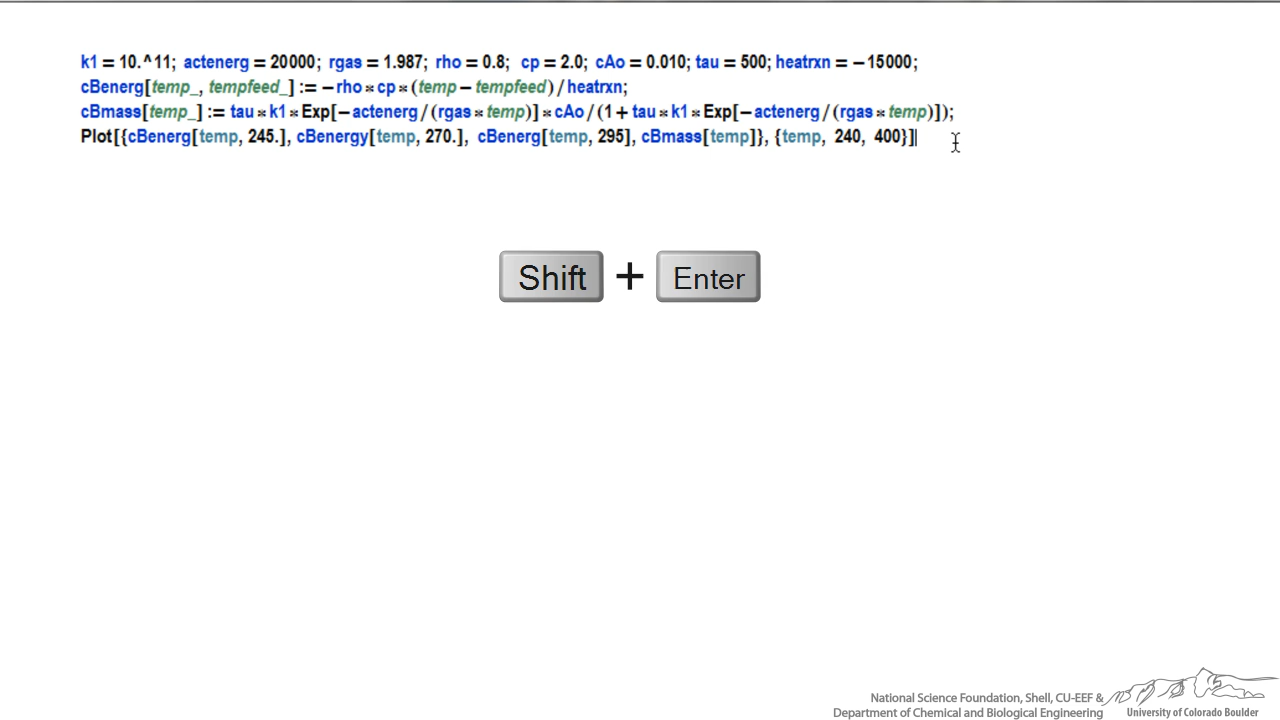 k1 = 10.^11; actenerg = 20000; rgas = 1.987; rho = 0.8; cp = 2.0; cAo = 0.010; tau = 500; heatrxn = -15000;
cBenerg[temp_, tempfeed_] := -rho*cp*(temp-tempfeed)/heatrxn;
cBmass[temp_] := tau*k1*Exp[-actenerg/(rgas*temp)]*cAo/(1+tau*k1*Exp[-actenerg/(rgas*temp)]);
Plot[{cBenerg[temp, 245.], cBenergy[temp, 270.], cBenerg[temp, 295], cBmass[temp]}, {temp, 240, 400}]
Shift + Enter
National Science Foundation, Shell, CU-EEF &
Department of Chemical and Biological Engineering
University of Colorado Boulder